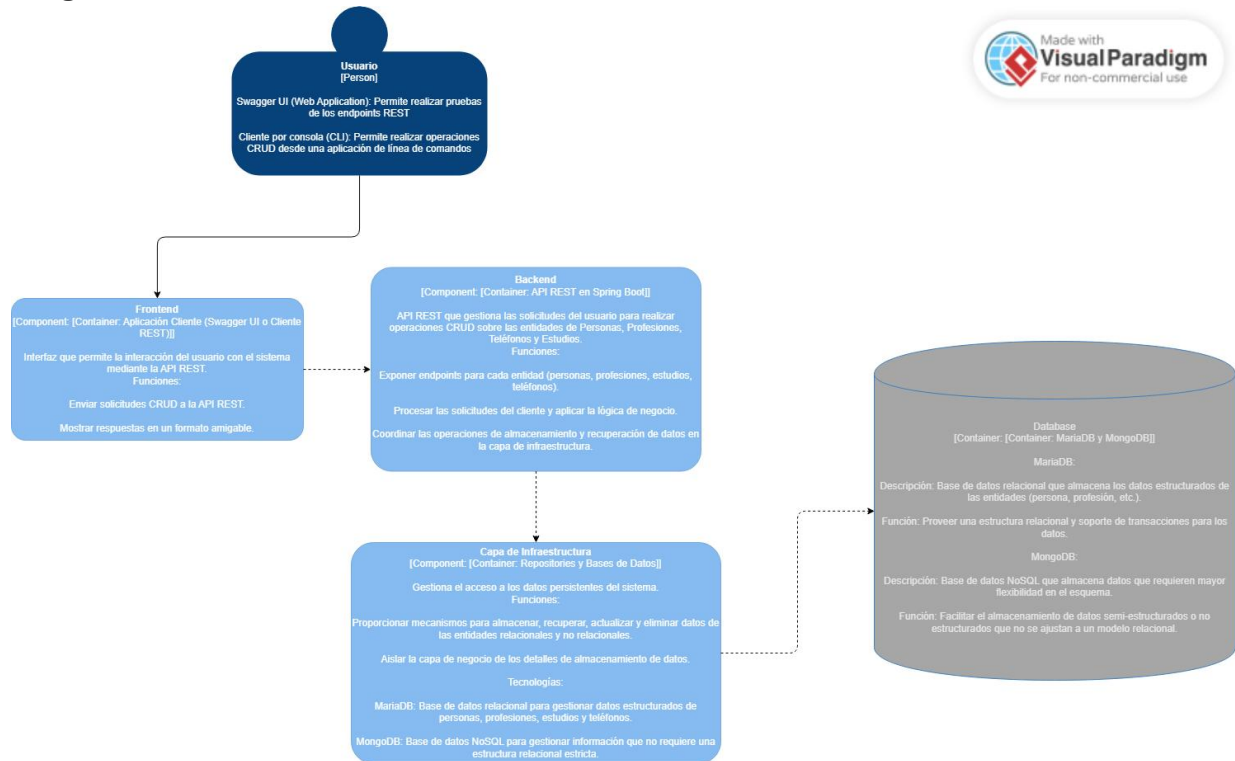 Made with
Visual Paradigm
For non-commercial use
Usuario
[Person]
Swagger UI (Web Application): Permite realizar pruebas
de los endpoints REST
Cliente por consola (CLI): Permite realizar operaciones
CRUD desde una aplicación de línea de comandos
Frontend
[Component: [Container: Aplicación Cliente (Swagger UI o Cliente
REST)]]
Interfaz que permite la interacción del usuario con el sistema
mediante la API REST.
Funciones:
Enviar solicitudes CRUD a la API REST.
Mostrar respuestas en un formato amigable.
Backend
[Component: [Container: API REST en Spring Boot]]
API REST que gestiona las solicitudes del usuario para realizar
operaciones CRUD sobre las entidades de Personas, Profesiones,
Teléfonos y Estudios.
Funciones:
Exponer endpoints para cada entidad (personas, profesiones, estudios,
teléfonos).
Procesar las solicitudes del cliente y aplicar la lógica de negocio.
Coordinar las operaciones de almacenamiento y recuperación de datos en
la capa de infraestructura.
Capa de Infraestructura
[Component: [Container: Repositories y Bases de Datos]]
Gestiona el acceso a los datos persistentes del sistema.
Funciones:
Proporcionar mecanismos para almacenar, recuperar, actualizar y eliminar datos de
las entidades relacionales y no relacionales.
Aislar la capa de negocio de los detalles de almacenamiento de datos.
Tecnologías:
MariaDB: Base de datos relacional para gestionar datos estructurados de
personas, profesiones, estudios y teléfonos.
MongoDB: Base de datos NoSQL para gestionar información que no requiere una
estructura relacional estricta.
Database
[Container: [Container: MariaDB y MongoDB]]
MariaDB:
Descripción: Base de datos relacional que almacena los datos estructurados de
las entidades (persona, profesión, etc.).
Función: Proveer una estructura relacional y soporte de transacciones para los
datos.
MongoDB:
Descripción: Base de datos NoSQL que almacena datos que requieren mayor
flexibilidad en el esquema.
Función: Facilitar el almacenamiento de datos semi-estructurados o no
estructurados que no se ajustan a un modelo relacional.